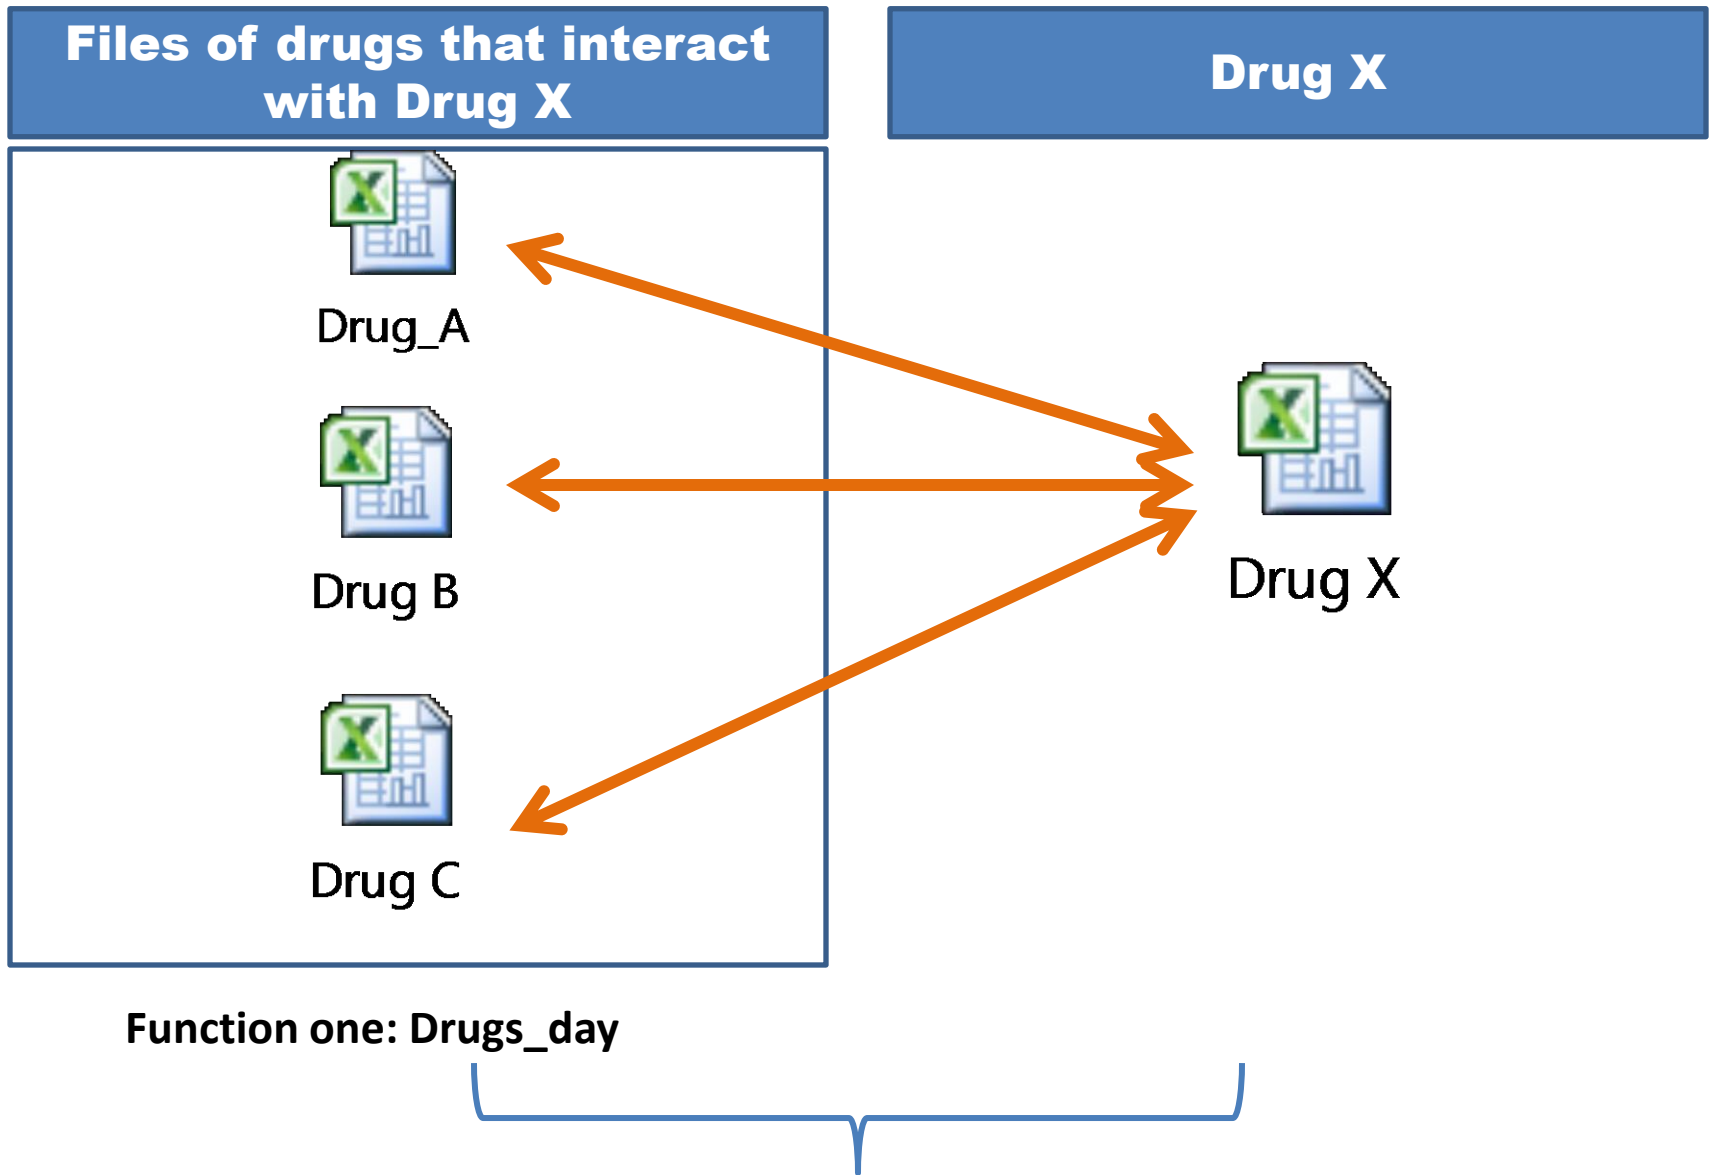 Files of drugs that interact
with Drug X
Drug X
Drug_A
Drug B
Drug C
Drug X
Function one: Drugs_day